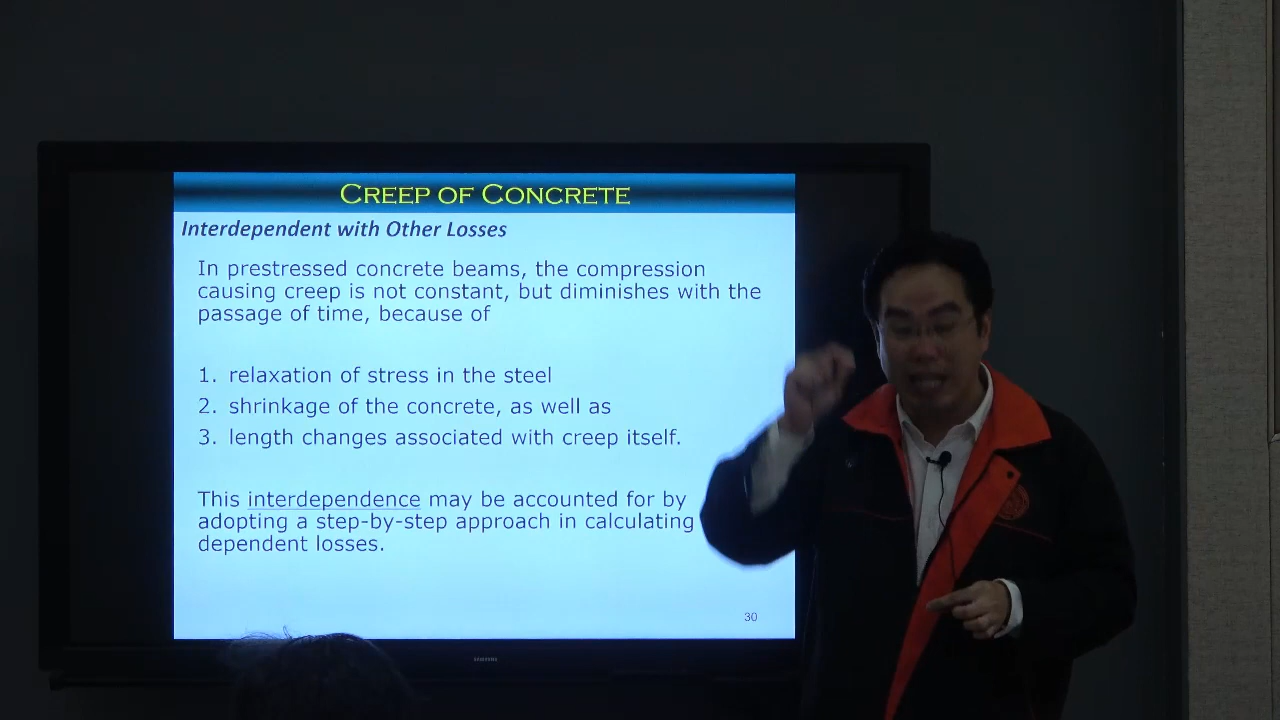 CREEP OF CONCRETE
Interdependent with Other Losses
In prestressed concrete beams, the compression
causing creep is not constant, but diminishes with the
passage of time, because of
1. relaxation of stress in the steel
2. shrinkage of the concrete, as well as
3. length changes associated with creep itself.
This interdependence may be accounted for by
adopting a step-by-step approach in calculating
dependent losses.
30